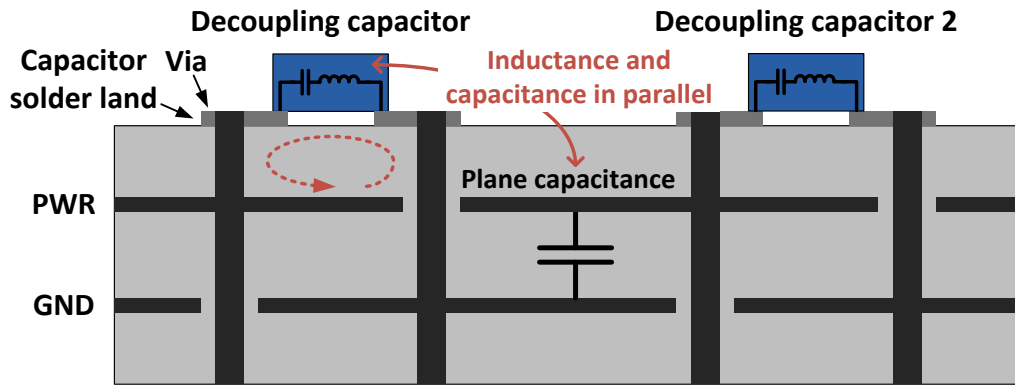 Decoupling capacitor
Decoupling capacitor 2
Capacitor
solder land
Via
Inductance and
capacitance in parallel
Plane capacitance
PWR
GND